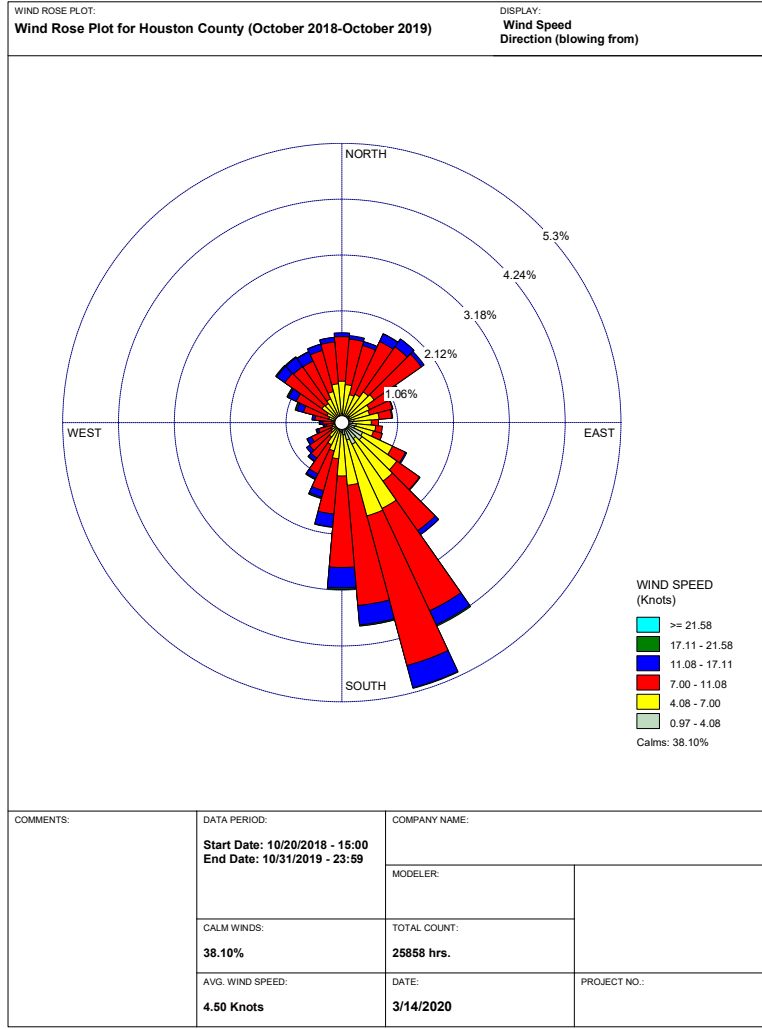 WIND ROSE PLOT:
Wind Rose Plot for Houston County (October 2018-October 2019)
DISPLAY:
Wind Speed
Direction (blowing from)
NORTH
5.3%
4.24%
3.18%
2.12%
1.06%
WEST
EAST
SOUTH
WIND SPEED
(Knots)
>= 21.58
17.11 - 21.58
11.08 - 17.11
7.00 - 11.08
4.08 - 7.00
0.97 - 4.08
Calms: 38.10%
COMMENTS:
DATA PERIOD:
Start Date: 10/20/2018 - 15:00
End Date: 10/31/2019 - 23:59
COMPANY NAME:
MODELER:
CALM WINDS:
38.10%
TOTAL COUNT:
25858 hrs.
AVG. WIND SPEED:
4.50 Knots
DATE:
3/14/2020
PROJECT NO.: